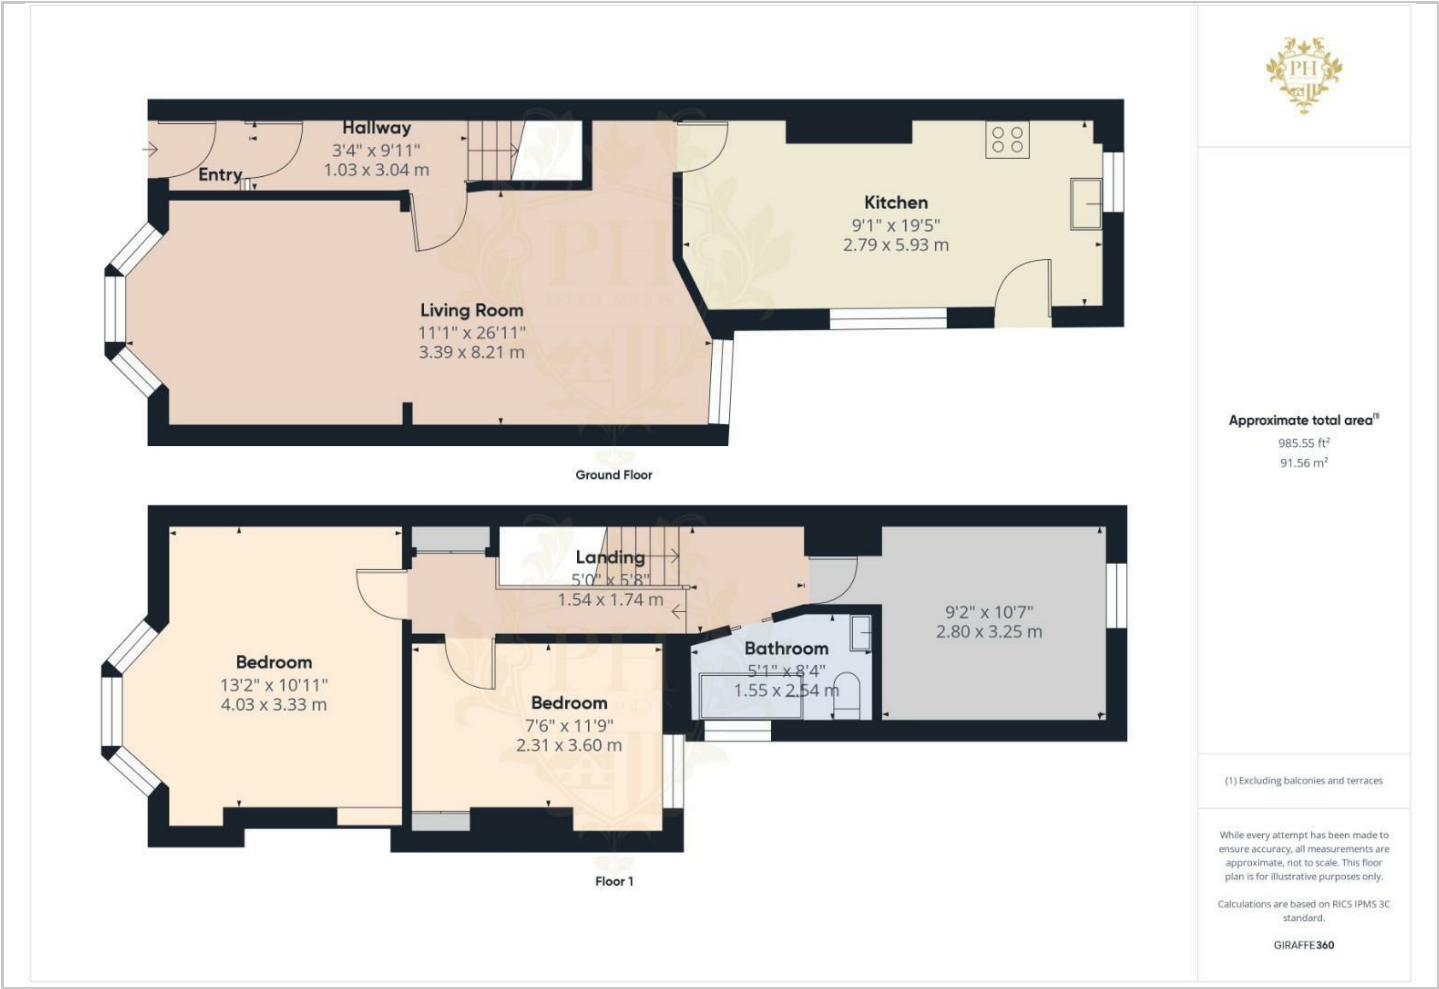 Hallway
3'4" x 9'11"
1.03 x 3.04 m
Entry
Kitchen
9'1" x 19'5"
2.79 x 5.93 m
Living Room
11'1" x 26'11"
3.39 x 8.21 m
PH
Ground Floor
Landing
5'0" x 5'8"
1.54 x 1.74 m
9'2" x 10'7"
2.80 x 3.25 m
Bathroom
5'1" x 8'4"
1.55 x 2.54 m
Bedroom
13'2" x 10'11"
4.03 x 3.33 m
Bedroom
7'6" x 11'9"
2.31 x 3.60 m
PH
Floor 1
PH
Approximate total area(1)
985.55 ft²
91.56 m²
(1) Excluding balconies and terraces
While every attempt has been made to
ensure accuracy, all measurements are
approximate, not to scale. This floor
plan is for illustrative purposes only.
Calculations are based on RICS IPMS 3C
standard.
GIRAFFE360